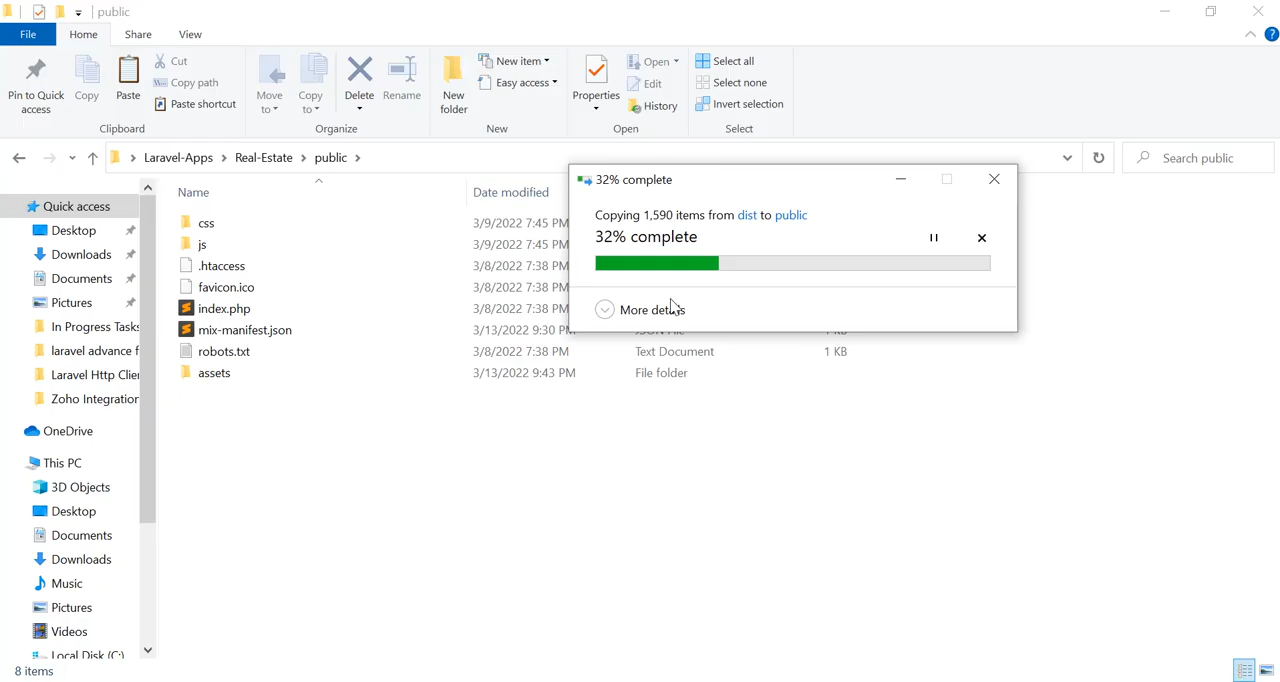 public
File
Home
Share
View
Pin to Quick access
Copy
Paste
Cut
Copy path
Paste shortcut
Clipboard
Move to
Copy to
Delete
Rename
Organize
New folder
New item
Easy access
New
Properties
Open
Edit
History
Open
Select all
Select none
Invert selection
Select
Laravel-Apps > Real-Estate > public >
Search public
Quick access
Desktop
Downloads
Documents
Pictures
In Progress Tasks
laravel advance f
Laravel Http Clie
Zoho Integration
OneDrive
This PC
3D Objects
Desktop
Documents
Downloads
Music
Pictures
Videos
Local Disk (C:)
Name
Date modified
css
3/9/2022 7:45 PM
js
3/9/2022 7:45 PM
.htaccess
3/8/2022 7:38 PM
favicon.ico
3/8/2022 7:38 PM
index.php
3/8/2022 7:38 PM
mix-manifest.json
3/13/2022 9:30 PM
JSON File
1 KB
robots.txt
3/8/2022 7:38 PM
Text Document
1 KB
assets
3/13/2022 9:43 PM
File folder
32% complete
Copying 1,590 items from dist to public
32% complete
More details
8 items